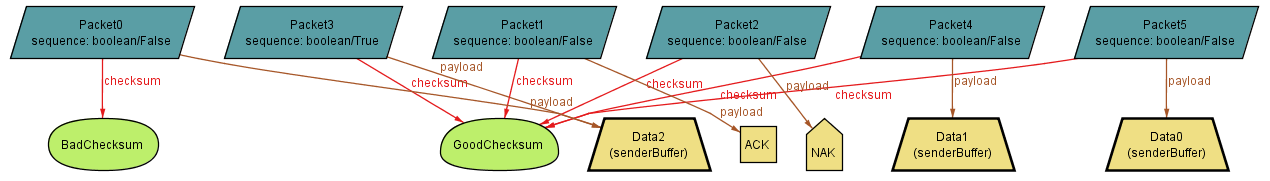 Packet0
sequence: boolean/False
Packet3
sequence: boolean/True
Packet1
sequence: boolean/False
Packet2
sequence: boolean/False
Packet4
sequence: boolean/False
Packet5
sequence: boolean/False
checksum
payload
payload
checksum
checksum
payload
checksum
payload
checksum
payload
checksum
payload
BadChecksum
GoodChecksum
Data2
(senderBuffer)
ACK
NAK
Data1
(senderBuffer)
Data0
(senderBuffer)